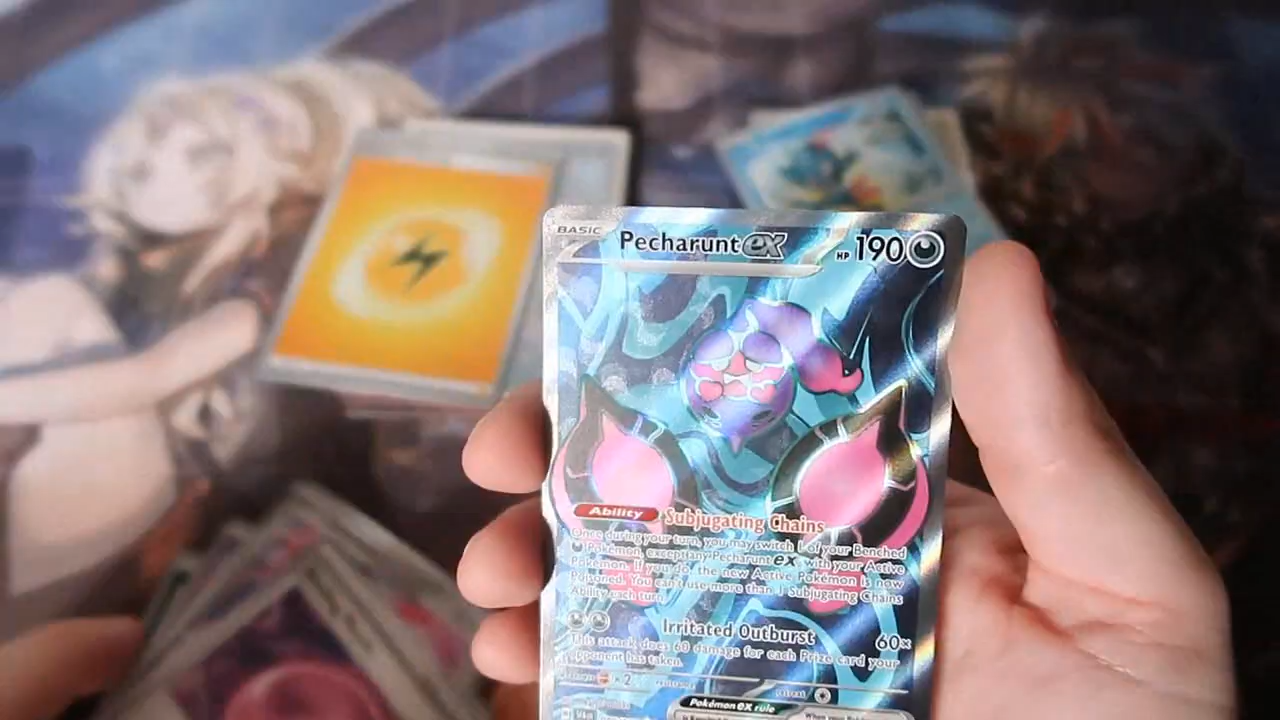 BASIC Pecharunt ex HP 190
Ability Subjugating Chains
Once during your turn, you may switch 1 of your Benched
Pokémon, except any Pecharunt ex, with your Active
Pokémon. If you do, the new Active Pokémon is now
Poisoned. You can't use more than 1 Subjugating Chains
Ability each turn.
Irritated Outburst 60×
This attack does 60 damage for each Prize card your
opponent has taken.
×2
Pokémon ex rule